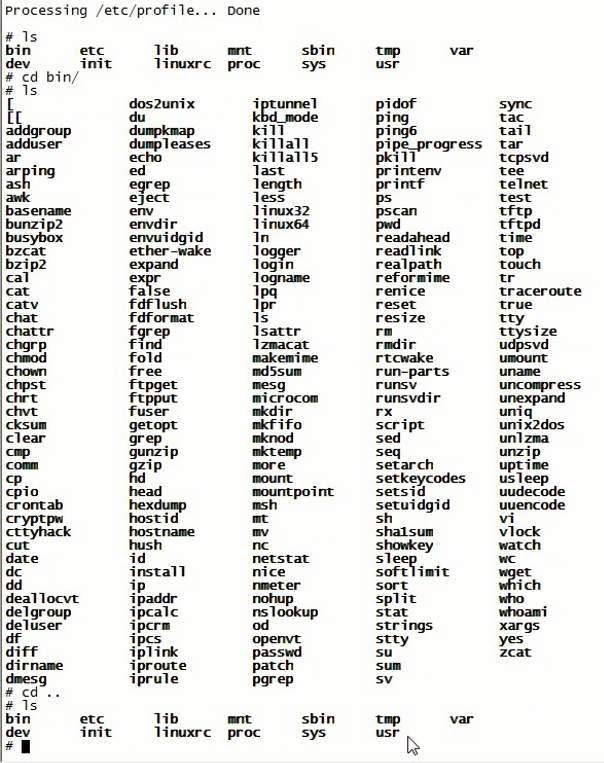 Processing /etc/profile... Done
# ls
bin etc lib mnt sbin tmp var
dev init linuxrc proc sys usr
# cd bin/
# ls
[ dos2unix iptunnel pidof sync
[[ du kbd_mode ping tac
addgroup dumpkmap kill ping6 tail
adduser dumpleases killall pipe_progress tar
ar echo killall5 pkill tcpsvd
arping ed last printenv tee
ash egrep length printf telnet
awk eject less ps test
basename env linux32 pscan tftp
bunzip2 envdir linux64 pwd tftpd
busybox envuidgid ln readahead time
bzcat ether-wake logger readlink top
bzip2 expand login realpath touch
cal expr logname reformime tr
cat false lpq renice traceroute
catv fdflush lpr reset true
chat fdformat ls resize tty
chattr fgrep lsattr rm ttysize
chgrp find lzmacat rmdir udpsvd
chmod fold makemime rtcwake umount
chown free md5sum run-parts uname
chpst ftpget mesg runsv uncompress
chrt ftpput microcom runsvdir unexpand
chvt fuser mkdir rx uniq
cksum getopt mkfifo script unix2dos
clear grep mknod sed unlzma
cmp gunzip mktemp seq unzip
comm gzip more setarch uptime
cp hd mount setkeycodes usleep
cpio head mountpoint setsid uudecode
crontab hexdump msh setuidgid uuencode
cryptpw hostid mt sh vi
cttyhack hostname mv sha1sum vlock
cut hush nc showkey watch
date id netstat sleep wc
dc install nice softlimit wget
dd ip nmeter sort which
deallocvt ipaddr nohup split who
delgroup ipcalc nslookup stat whoami
deluser ipcrm od strings xargs
df ipcs openvt stty yes
diff iplink passwd su zcat
dirname iproute patch sum
dmesg iprule pgrep sv
# cd ..
# ls
bin etc lib mnt sbin tmp var
dev init linuxrc proc sys usr
#